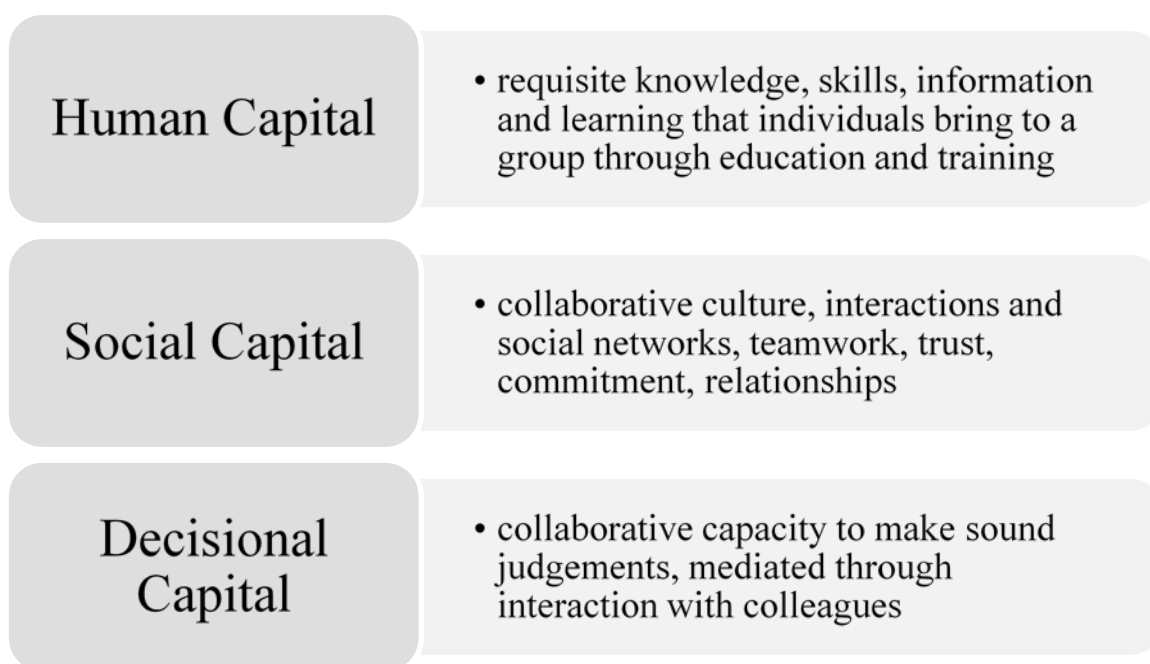 Human Capital
• requisite knowledge, skills, information
and learning that individuals bring to a
group through education and training
Social Capital
• collaborative culture, interactions and
social networks, teamwork, trust,
commitment, relationships
Decisional
Capital
• collaborative capacity to make sound
judgements, mediated through
interaction with colleagues